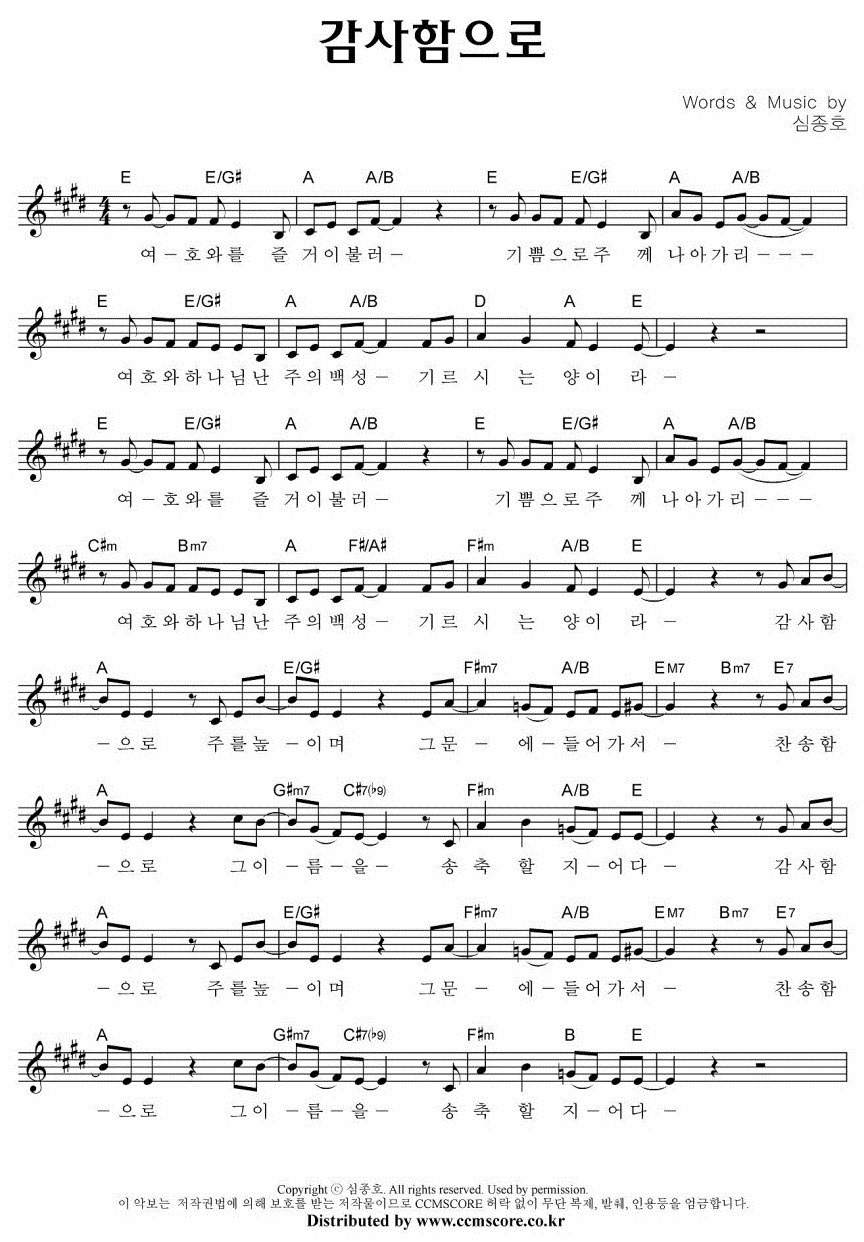 감사함으로
Words & Music by
심종호
E E/G# A A/B E E/G# A A/B
여-호와를 즐 거이불러- 기쁨으로주 께 나아가리---
E E/G# A A/B D A E
여호와하나님난 주의백성- 기르 시 는 양이 라-
E E/G# A A/B E E/G# A A/B
여-호와를 즐 거이불러- 기쁨으로주 께 나아가리---
C#m Bm7 A F#/A# F#m A/B E
여호와하나님난 주의백성- 기르 시 는 양이 라- 감사함
A E/G# F#m7 A/B EM7 Bm7 E7
-으로 주를높-이며 그문- 에-들어가서- 찬송함
A G#m7 C#7(b9) F#m A/B E
-으로 그이-름-을- 송 축 할 지-어다- 감사함
A E/G# F#m7 A/B EM7 Bm7 E7
-으로 주를높-이며 그문- 에-들어가서- 찬송함
A G#m7 C#7(b9) F#m B E
-으로 그이-름-을- 송 축 할 지-어다-
Copyright ⓒ 심종호. All rights reserved. Used by permission.
이 악보는 저작권법에 의해 보호를 받는 저작물이므로 CCMSCORE 허락 없이 무단 복제, 발췌, 인용등을 엄금합니다.
Distributed by www.ccmscore.co.kr